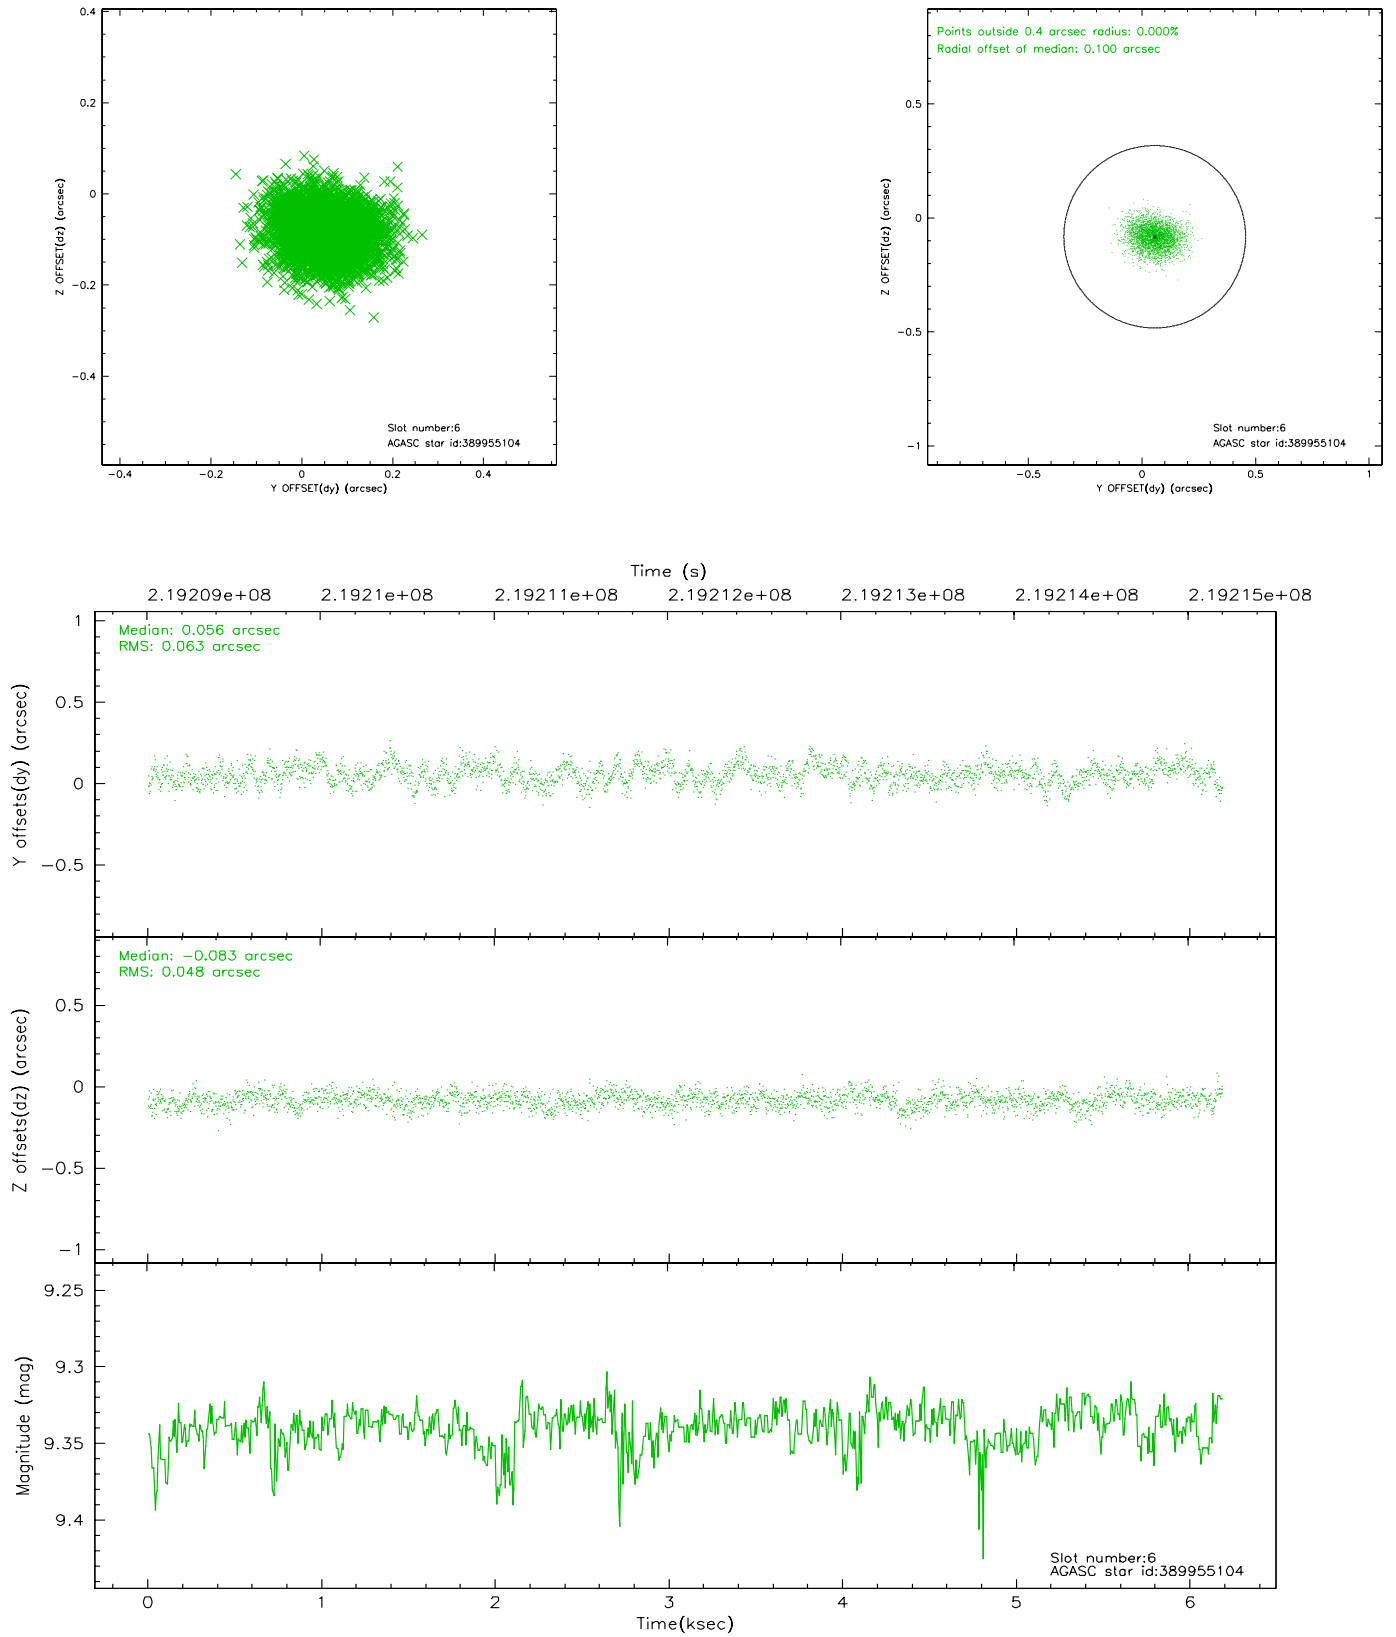 0.4
0.2
0
−0.2
−0.4
−0.4
−0.2
0
0.2
0.4
Z OFFSET(dz) (arcsec)
Y OFFSET(dy) (arcsec)
Slot number:6
AGASC star id:389955104
Points outside 0.4 arcsec radius: 0.000%
Radial offset of median: 0.100 arcsec
0.5
0
−0.5
−1
−0.5
0
0.5
1
Z OFFSET(dz) (arcsec)
Y OFFSET(dy) (arcsec)
Slot number:6
AGASC star id:389955104
Time (s)
2.19209e+08 2.1921e+08 2.19211e+08 2.19212e+08 2.19213e+08 2.19214e+08 2.19215e+08
Median: 0.056 arcsec
RMS: 0.063 arcsec
1
0.5
0
−0.5
Y offsets(dy) (arcsec)
Median: −0.083 arcsec
RMS: 0.048 arcsec
0.5
0
−0.5
−1
Z offsets(dz) (arcsec)
9.25
9.3
9.35
9.4
Magnitude (mag)
Slot number:6
AGASC star id:389955104
0 1 2 3 4 5 6
Time(ksec)